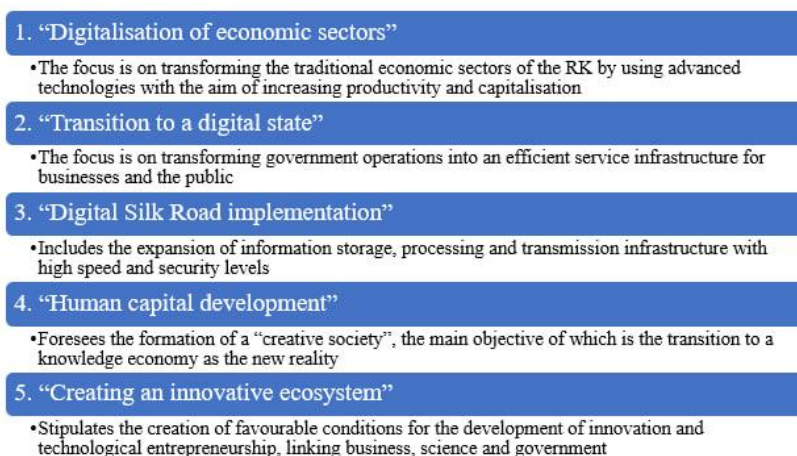 1. “Digitalisation of economic sectors”
•The focus is on transforming the traditional economic sectors of the RK by using advanced
technologies with the aim of increasing productivity and capitalisation
2. “Transition to a digital state”
•The focus is on transforming government operations into an efficient service infrastructure for
businesses and the public
3. “Digital Silk Road implementation”
•Includes the expansion of information storage, processing and transmission infrastructure with
high speed and security levels
4. “Human capital development”
•Foresees the formation of a “creative society”, the main objective of which is the transition to a
knowledge economy as the new reality
5. “Creating an innovative ecosystem”
•Stipulates the creation of favourable conditions for the development of innovation and
technological entrepreneurship, linking business, science and government